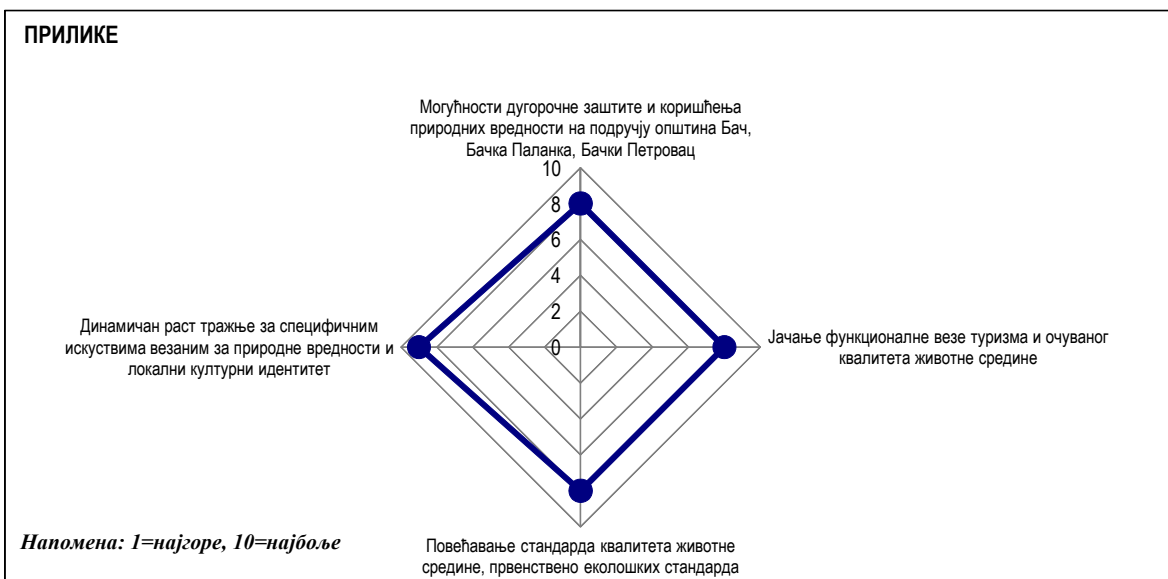 ПРИЛИКЕ
Могућности дугорочне заштите и коришћења
природних вредности на подручју општина Бач,
Бачка Паланка, Бачки Петровац
10
8
6
4
2
0
Динамичан раст тражње за специфичним
искуствима везаним за природне вредности и
локални културни идентитет
Јачање функционалне везе туризма и очуваног
квалитета животне средине
Напомена: 1=најгоре, 10=најбоље
Повећавање стандарда квалитета животне
средине, првенствено еколошких стандарда